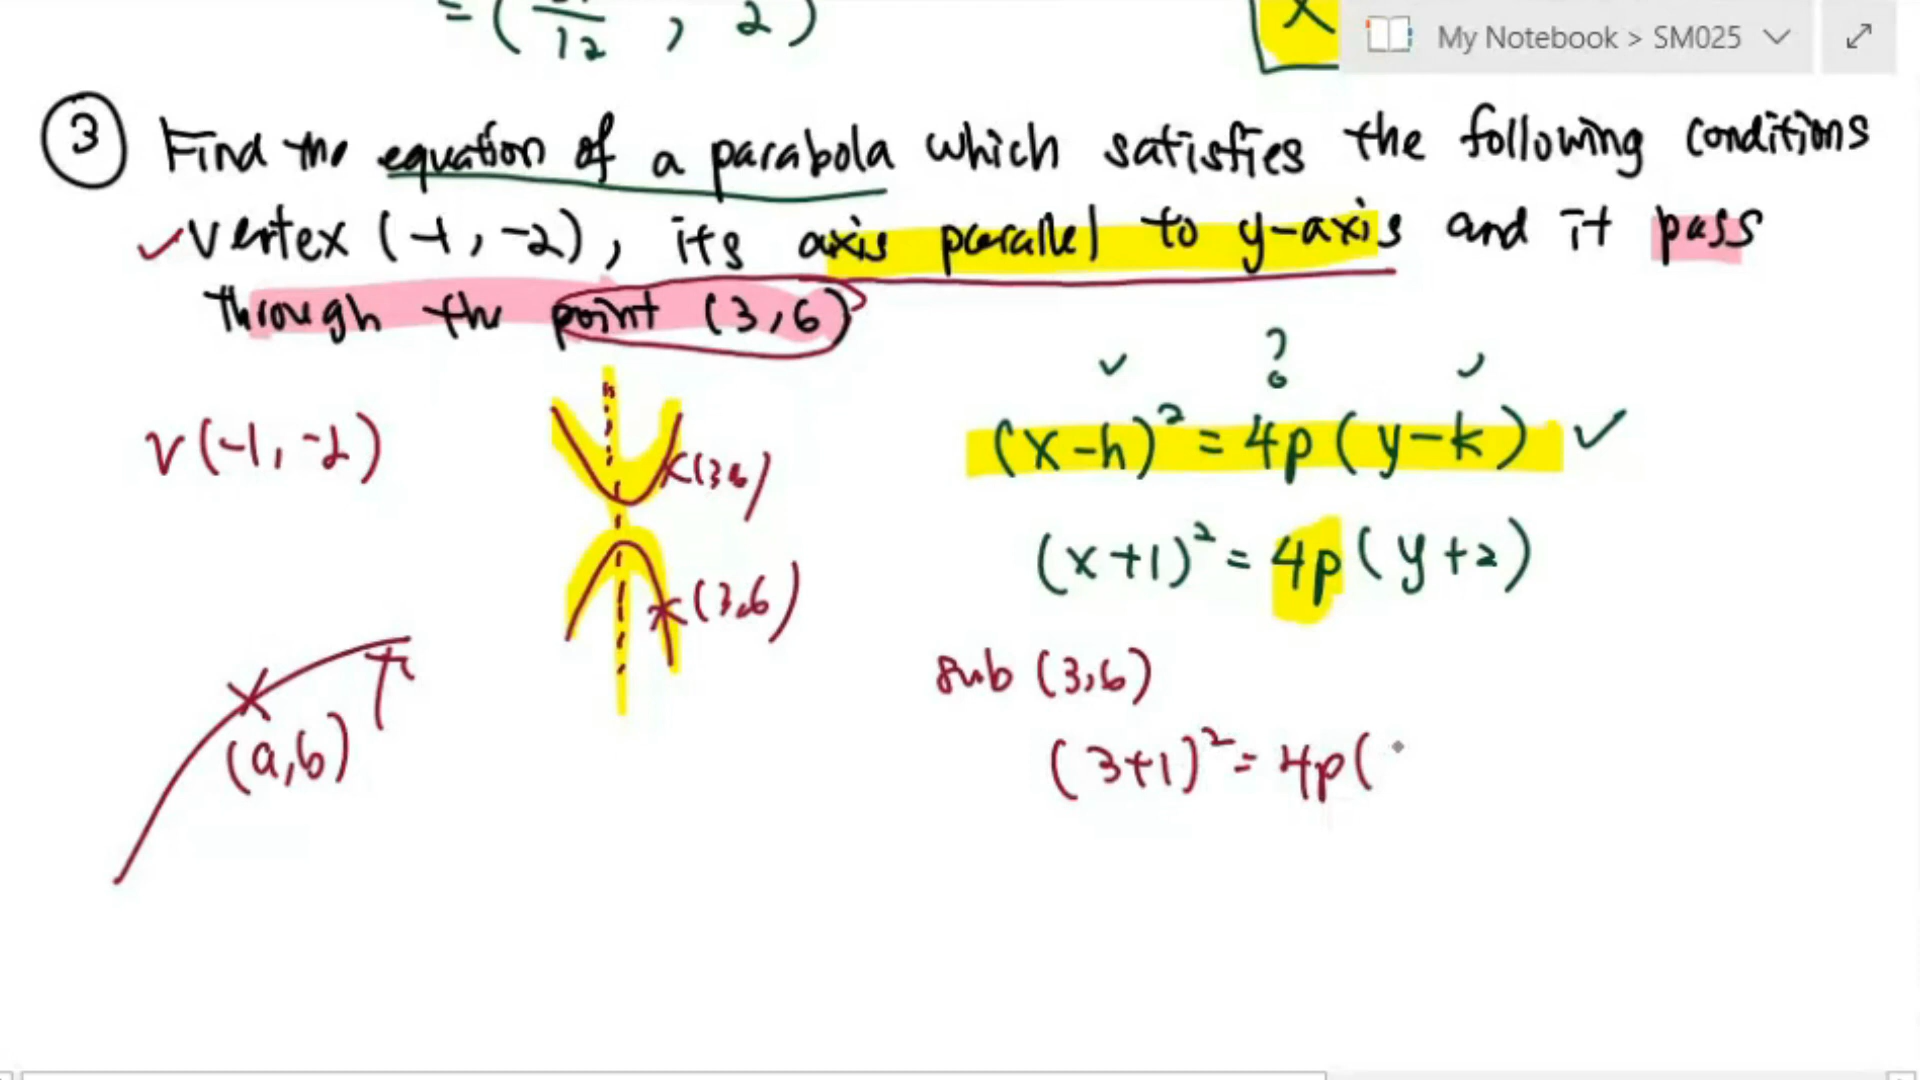 = ( /12 , 2 )
x
My Notebook > SM025
③ Find the equation of a parabola which satisfies the following conditions
✓ vertex (-1, -2), its axis parallel to y-axis and it pass
through the point (3,6)
✓ ? ✓
V(-1, -2)
(x-h)² = 4p(y-k) ✓
x(3,6)
(x+1)² = 4p(y+2)
x(3,6)
sub (3,6)
(a,b)
(3+1)² = 4p(